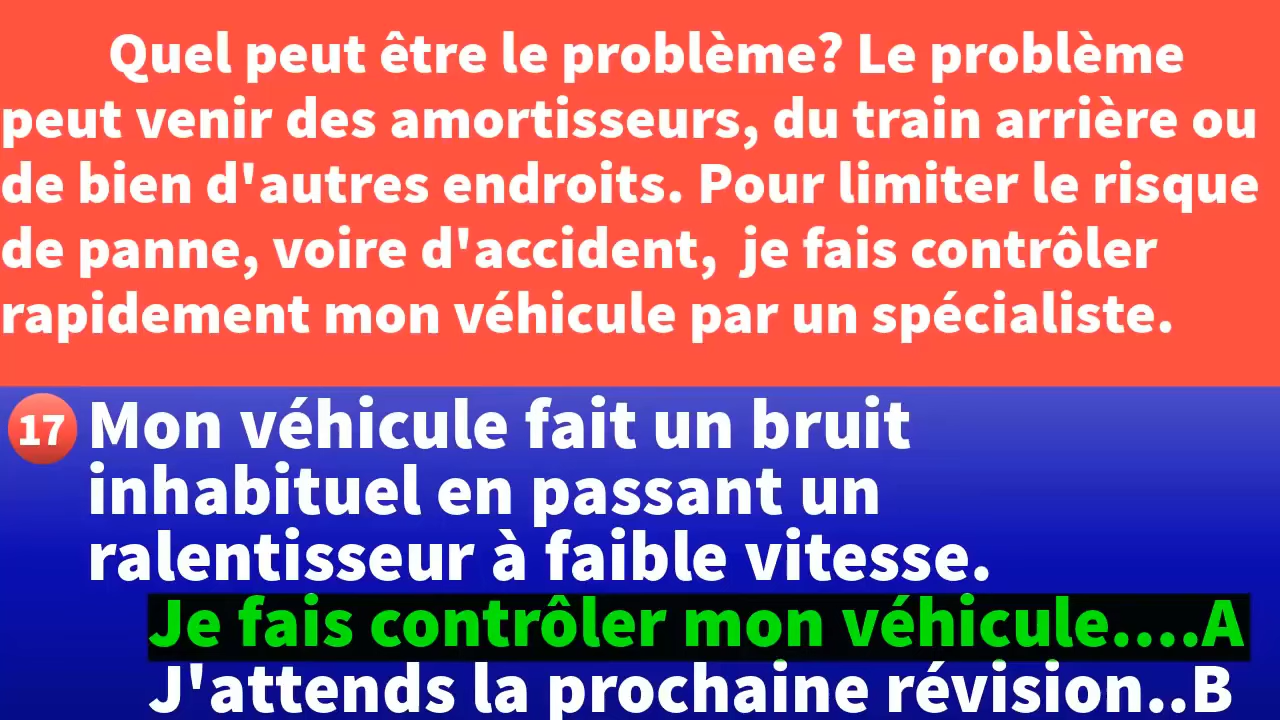 Quel peut être le problème? Le problème
peut venir des amortisseurs, du train arrière ou
de bien d'autres endroits. Pour limiter le risque
de panne, voire d'accident,  je fais contrôler
rapidement mon véhicule par un spécialiste.
17 Mon véhicule fait un bruit
inhabituel en passant un
ralentisseur à faible vitesse.
Je fais contrôler mon véhicule....A
J'attends la prochaine révision..B